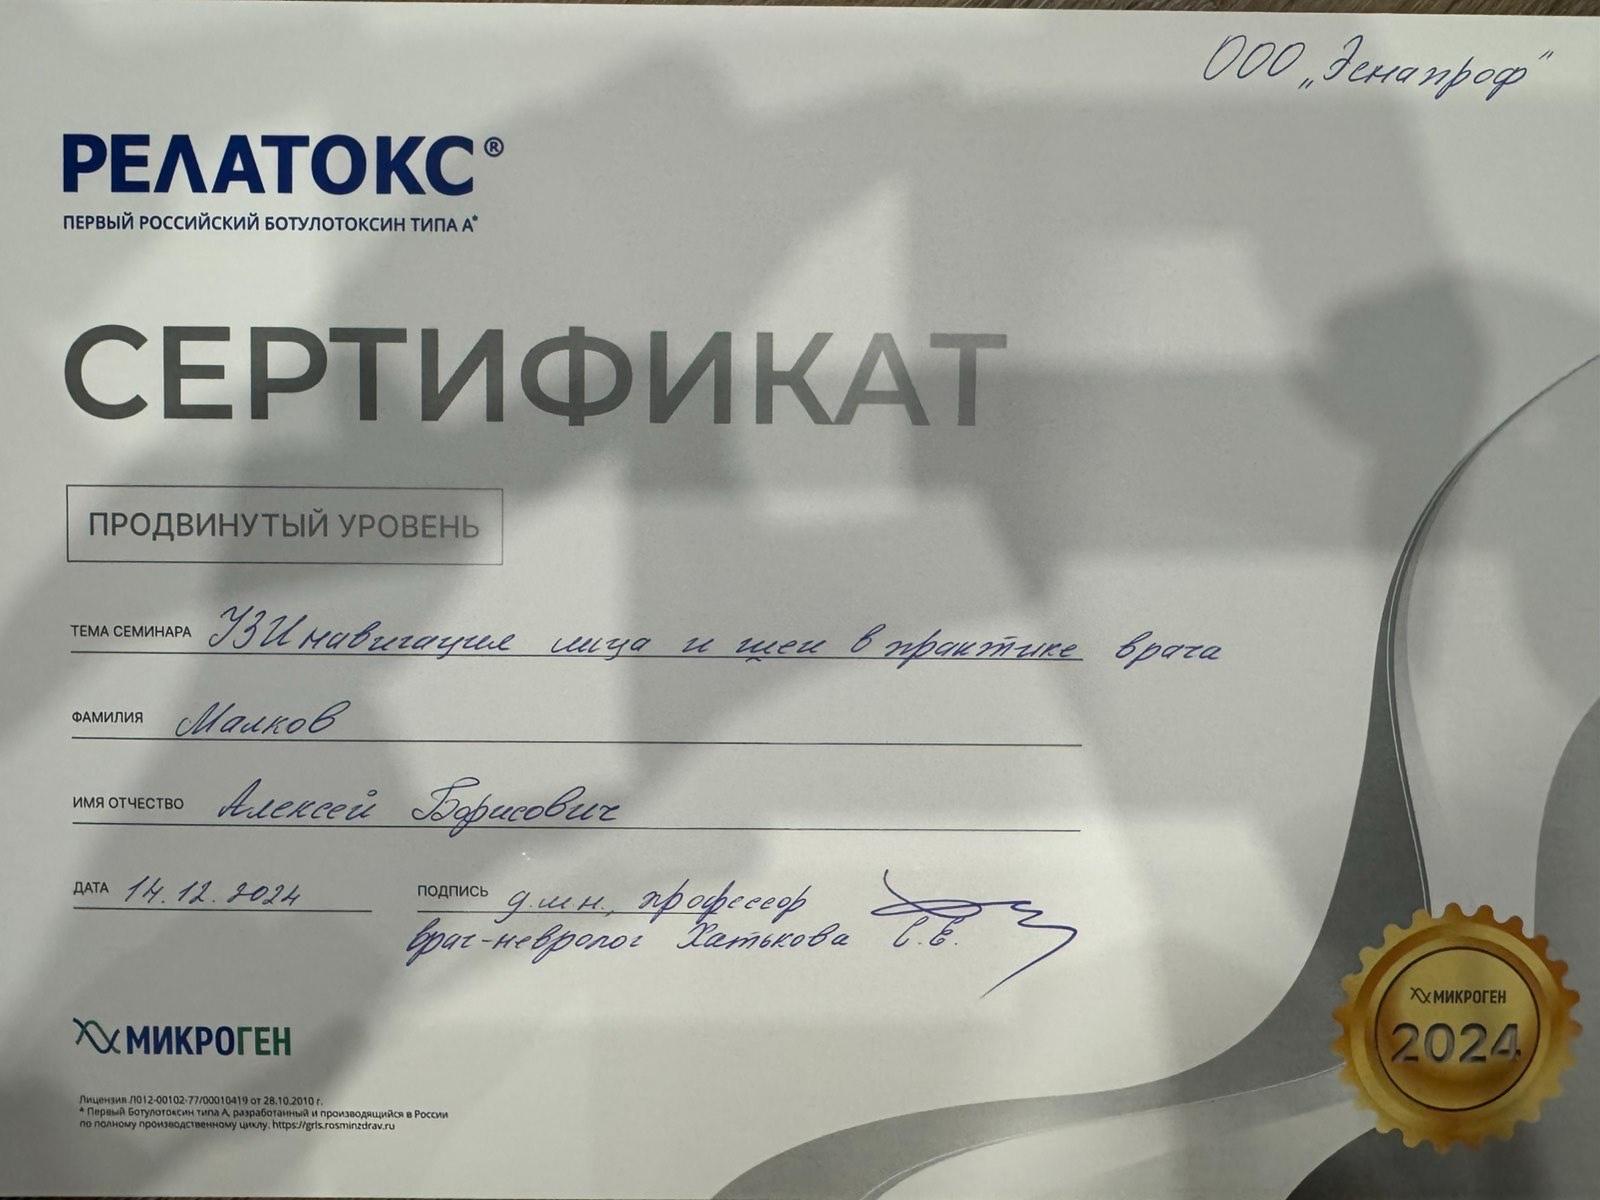 ООО „Эснапроф"
РЕЛАТОКС®
ПЕРВЫЙ РОССИЙСКИЙ БОТУЛОТОКСИН ТИПА А*
СЕРТИФИКАТ
ПРОДВИНУТЫЙ УРОВЕНЬ
ТЕМА СЕМИНАРА УЗИ навигация лица и шеи в практике врача
ФАМИЛИЯ Малков
ИМЯ ОТЧЕСТВО Алексей Борисович
ДАТА 14.12.2024
ПОДПИСЬ д.м.н., профессор
врач-невролог Хатькова С.Е.
МИКРОГЕН
2024
МИКРОГЕН
Лицензия Л012-00102-77/00010419 от 28.10.2010 г.
* Первый Ботулотоксин типа А, разработанный и производящийся в России
по полному производственному циклу. https://grls.rosminzdrav.ru